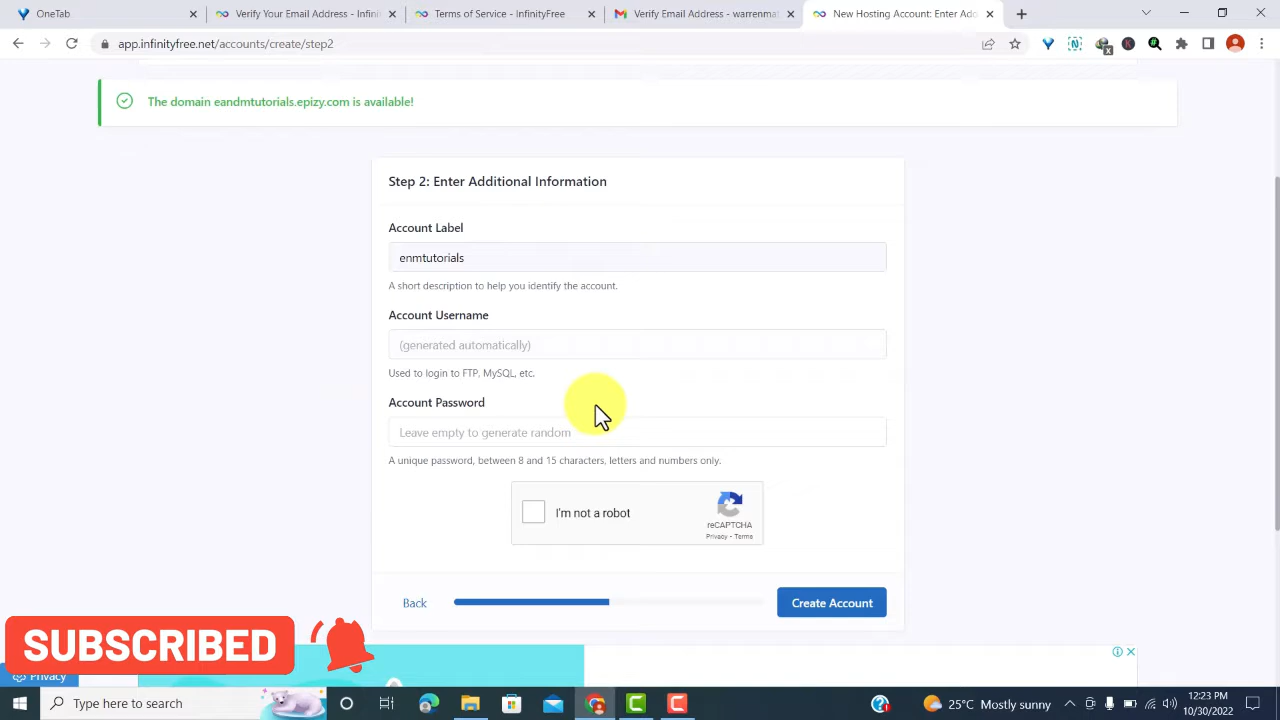 OneTab
Verify Your Email Address - Infini
Terms of Service - InfinityFree
Verify Email Address - warrenmat
New Hosting Account: Enter Ado
app.infinityfree.net/accounts/create/step2
The domain eandmtutorials.epizy.com is available!
Step 2: Enter Additional Information
Account Label
enmtutorials
A short description to help you identify the account.
Account Username
(generated automatically)
Used to login to FTP, MySQL, etc.
Account Password
Leave empty to generate random
A unique password, between 8 and 15 characters, letters and numbers only.
I'm not a robot
reCAPTCHA
Privacy - Terms
Back
Create Account
SUBSCRIBED
Privacy
Type here to search
25°C Mostly sunny
12:23 PM
10/30/2022